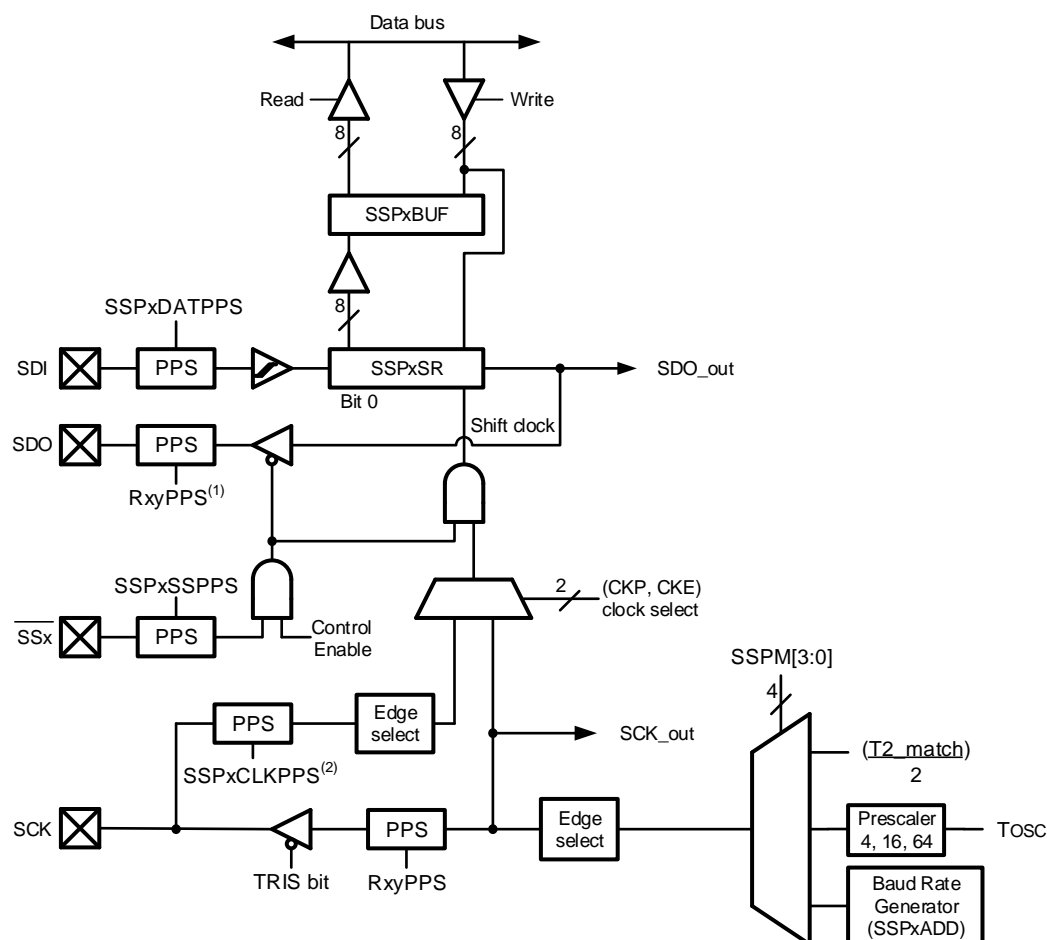 Data bus
Read
Write
8
8
SSPxBUF
8
SSPxDATPPS
SDI
PPS
SSPxSR
SDO_out
Bit 0
Shift clock
SDO
PPS
RxyPPS(1)
SSPxSSPPS
2
(CKP, CKE)
clock select
SSx
PPS
Control
Enable
SSPM[3:0]
4
PPS
Edge
select
SCK_out
(T2_match)
2
SSPxCLKPPS(2)
SCK
PPS
Edge
select
Prescaler
4, 16, 64
TOSC
TRIS bit
RxyPPS
Baud Rate
Generator
(SSPxADD)